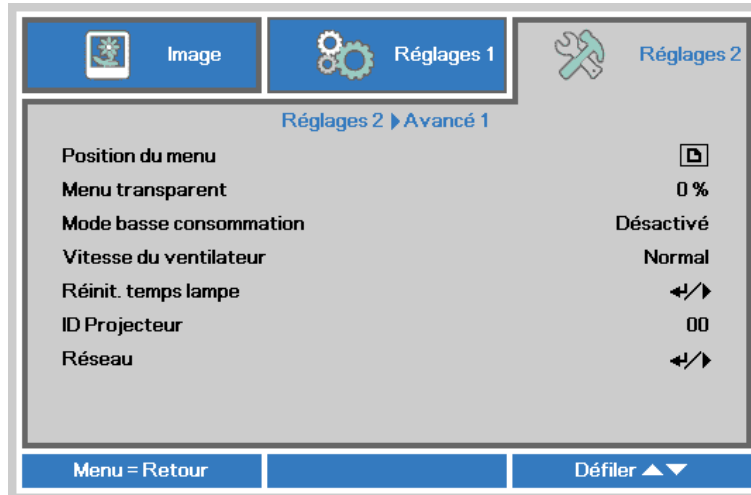 Image
Réglages 1
Réglages 2
Réglages 2 ▶ Avancé 1
Position du menu
Menu transparent 0 %
Mode basse consommation Désactivé
Vitesse du ventilateur Normal
Réinit. temps lampe ↵/▶
ID Projecteur 00
Réseau ↵/▶
Menu = Retour
Défiler ▲▼